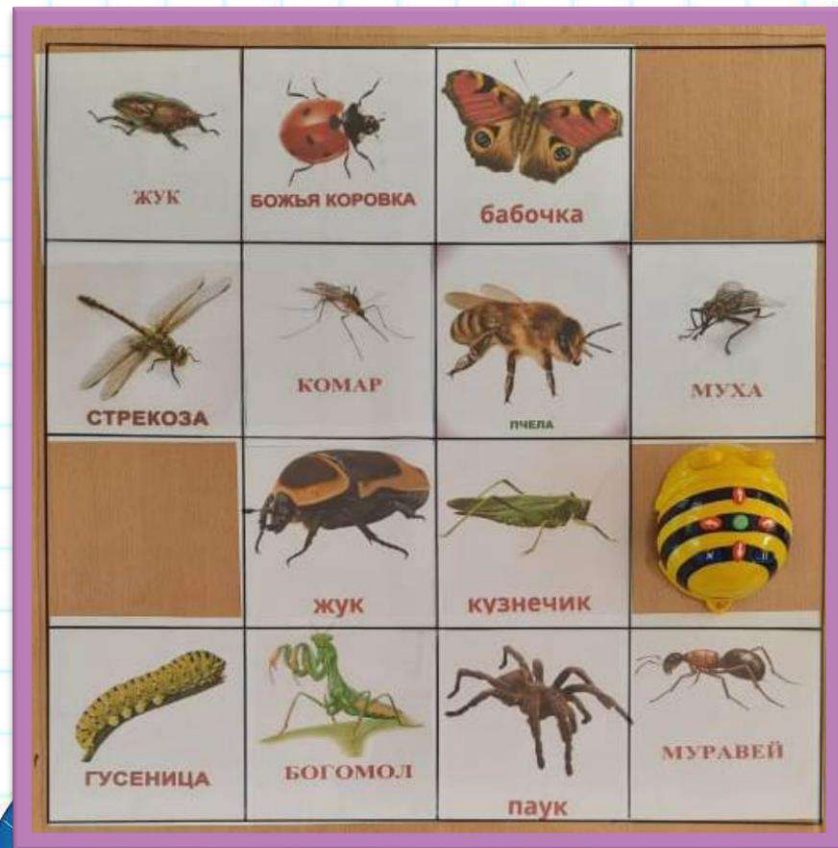 ЖУК
БОЖЬЯ КОРОВКА
бабочка
СТРЕКОЗА
КОМАР
ПЧЕЛА
МУХА
жук
кузнечик
ГУСЕНИЦА
БОГОМОЛ
паук
МУРАВЕЙ